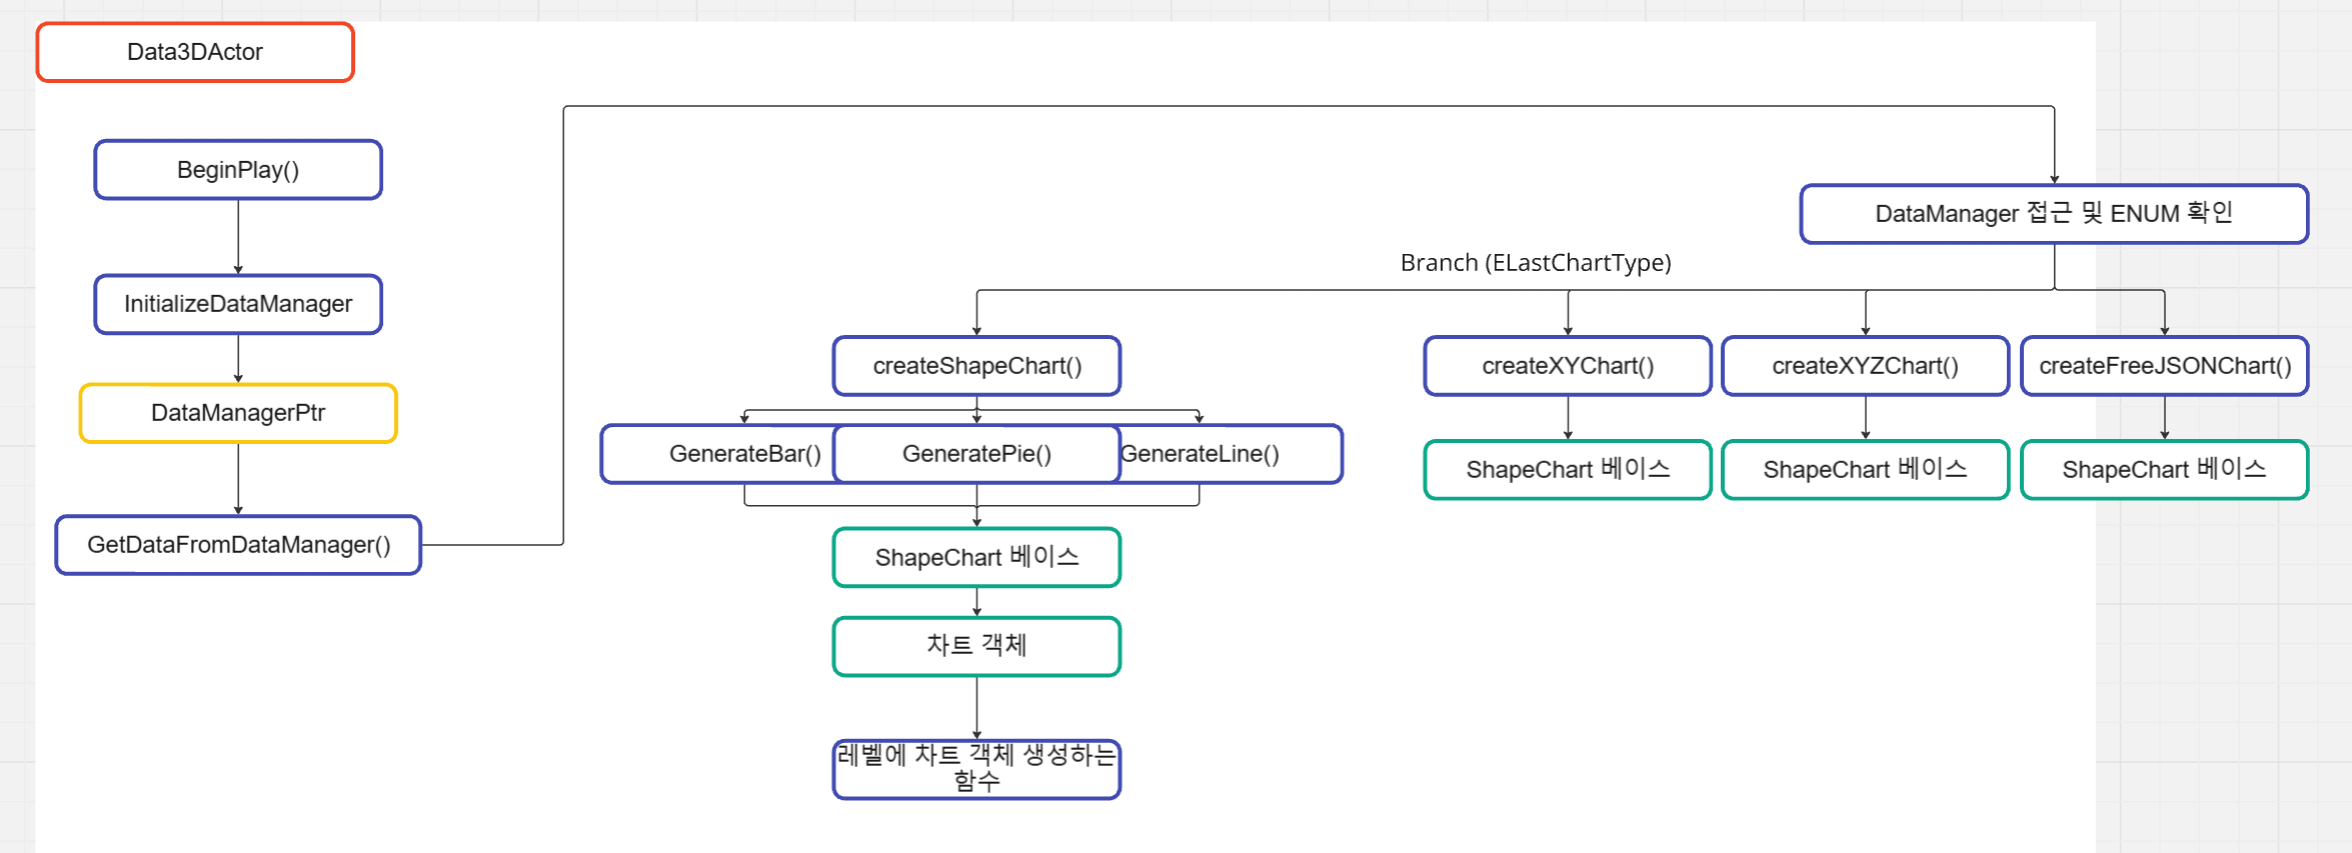 Data3DActor
BeginPlay()
InitializeDataManager
DataManagerPtr
GetDataFromDataManager()
DataManager 접근 및 ENUM 확인
Branch (ELastChartType)
createShapeChart()
createXYChart()
createXYZChart()
createFreeJSONChart()
GenerateBar()
GeneratePie()
GenerateLine()
ShapeChart 베이스
ShapeChart 베이스
ShapeChart 베이스
ShapeChart 베이스
차트 객체
레벨에 차트 객체 생성하는
함수